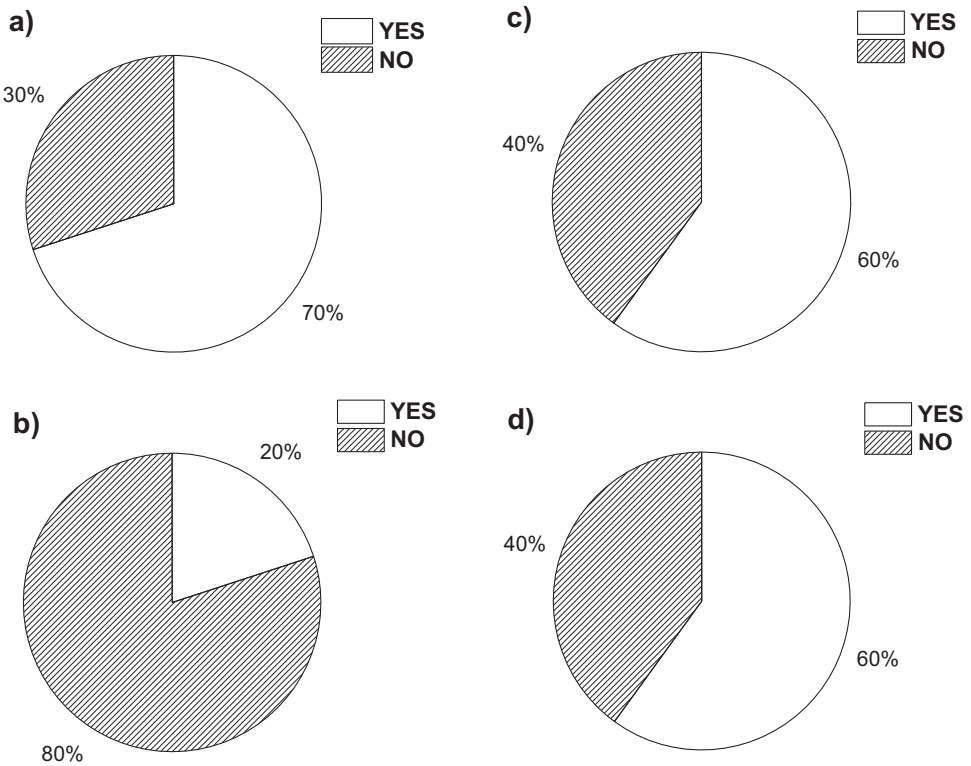 a)
YES
NO
30%
70%
b)
YES
NO
20%
80%
c)
YES
NO
40%
60%
d)
YES
NO
40%
60%